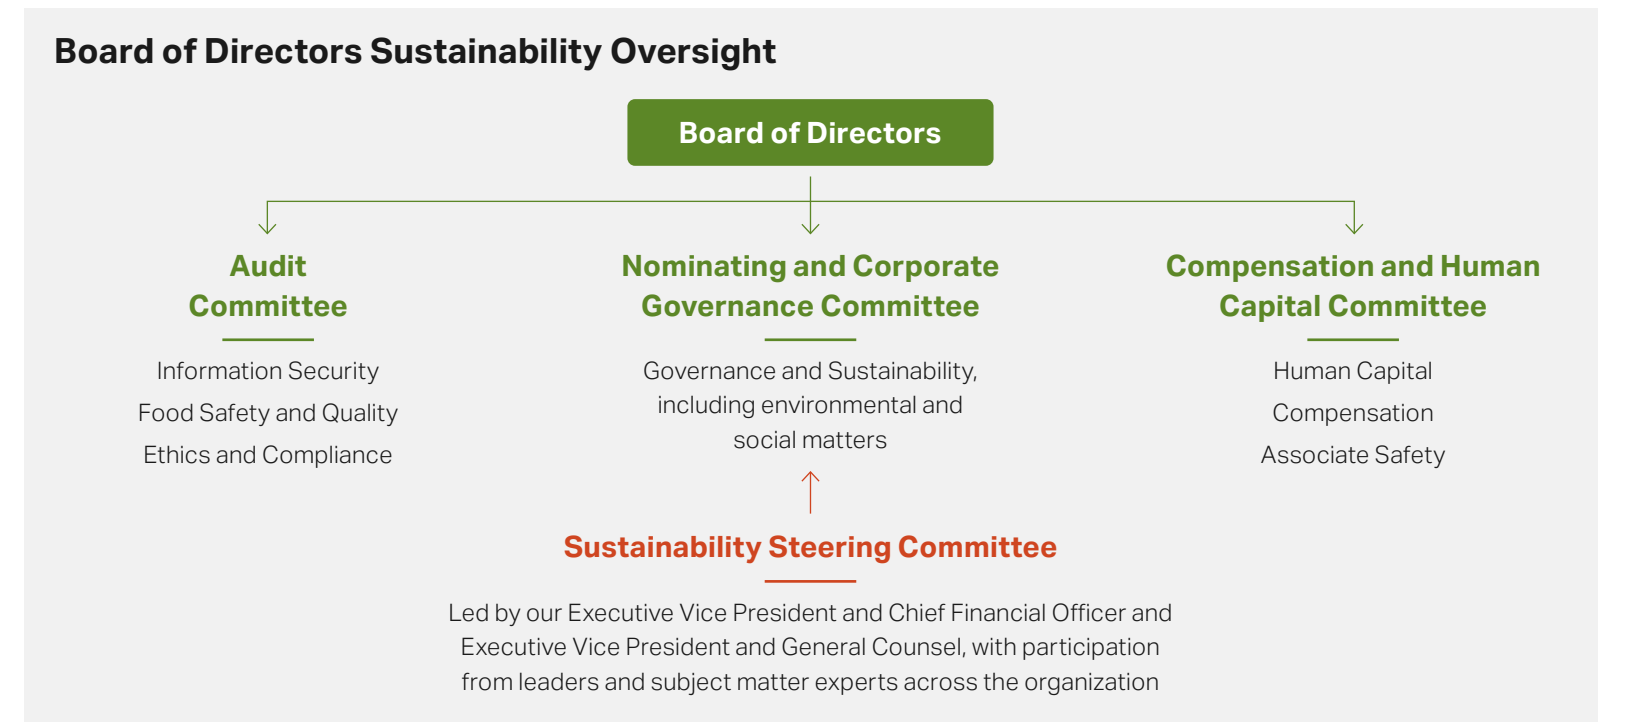 Board of Directors Sustainability Oversight
Board of Directors
Audit
Committee
Information Security
Food Safety and Quality
Ethics and Compliance
Nominating and Corporate
Governance Committee
Governance and Sustainability,
including environmental and
social matters
Compensation and Human
Capital Committee
Human Capital
Compensation
Associate Safety
Sustainability Steering Committee
Led by our Executive Vice President and Chief Financial Officer and
Executive Vice President and General Counsel, with participation
from leaders and subject matter experts across the organization